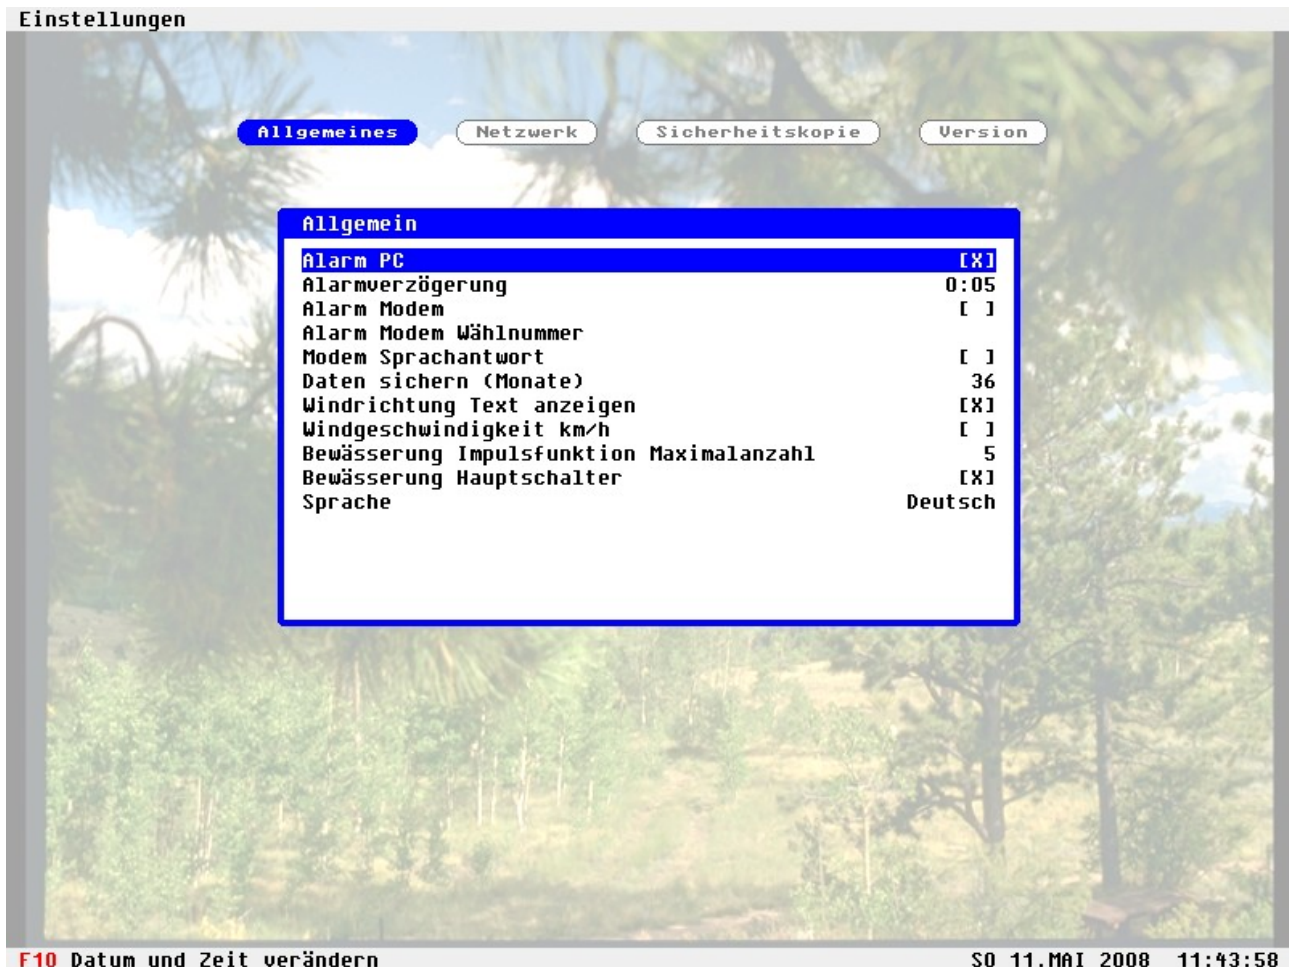 Einstellungen
Allgemeines Netzwerk Sicherheitskopie Version
Allgemein
Alarm PC [X]
Alarmverzögerung 0:05
Alarm Modem [ ]
Alarm Modem Wählnummer
Modem Sprachantwort [ ]
Daten sichern (Monate) 36
Windrichtung Text anzeigen [X]
Windgeschwindigkeit km/h [ ]
Bewässerung Impulsfunktion Maximalanzahl 5
Bewässerung Hauptschalter [X]
Sprache Deutsch
F10 Datum und Zeit verändern SO 11.MAI 2008 11:43:58